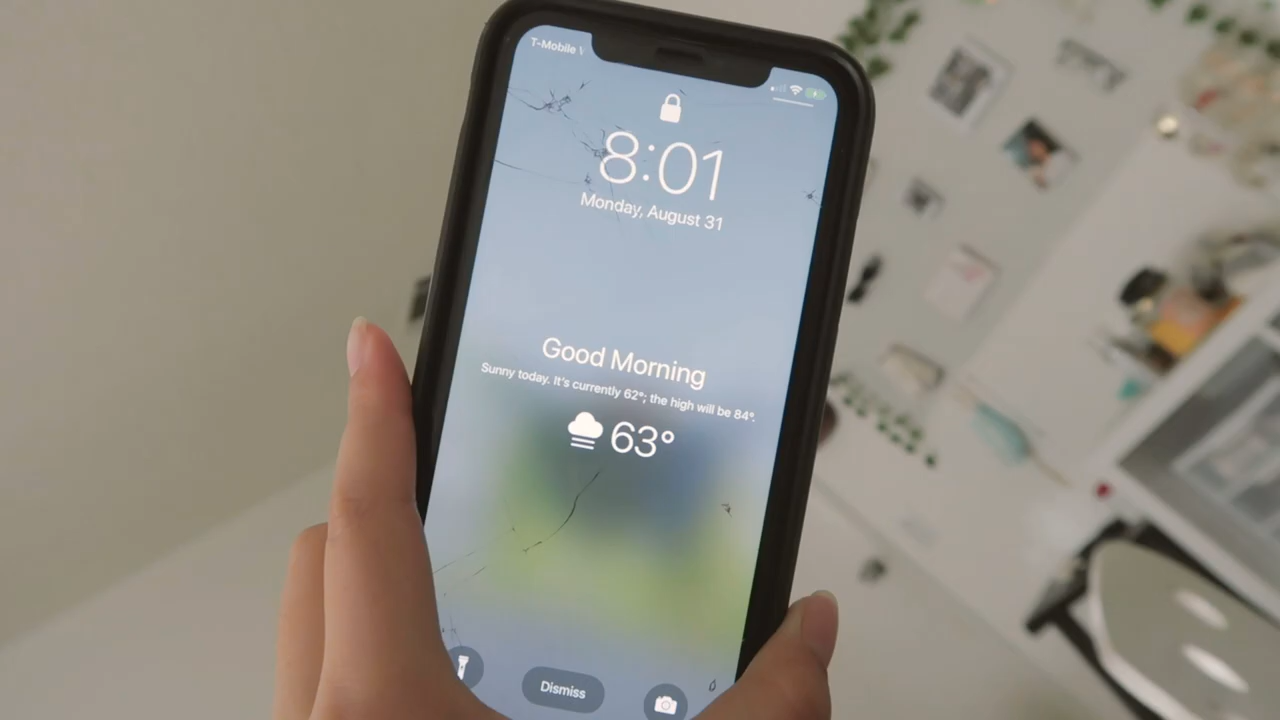 T-Mobile
8:01
Monday, August 31
Good Morning
Sunny today. It's currently 62°; the high will be 84°.
63°
Dismiss